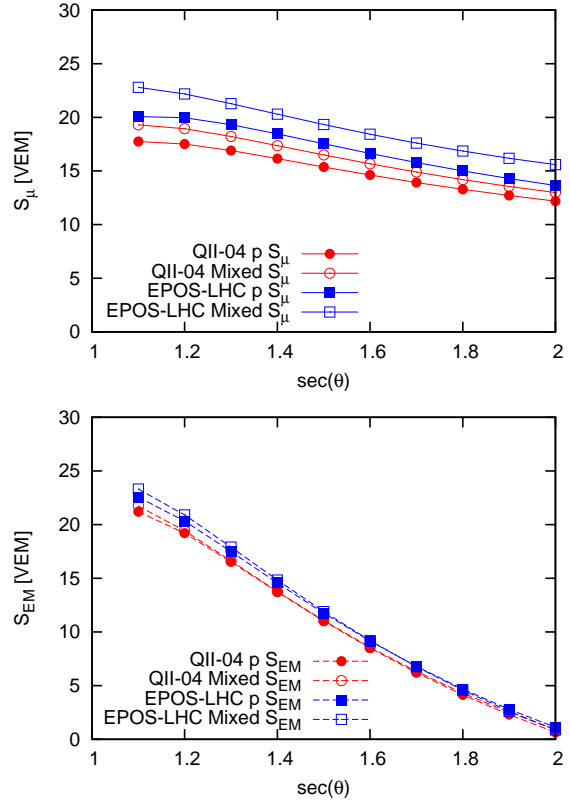 30
25
20
15
10
5
0
S_μ [VEM]
QII-04 p S_μ
QII-04 Mixed S_μ
EPOS-LHC p S_μ
EPOS-LHC Mixed S_μ
1 1.2 1.4 1.6 1.8 2
sec(θ)
30
25
20
15
10
5
0
S_EM [VEM]
QII-04 p S_EM
QII-04 Mixed S_EM
EPOS-LHC p S_EM
EPOS-LHC Mixed S_EM
1 1.2 1.4 1.6 1.8 2
sec(θ)